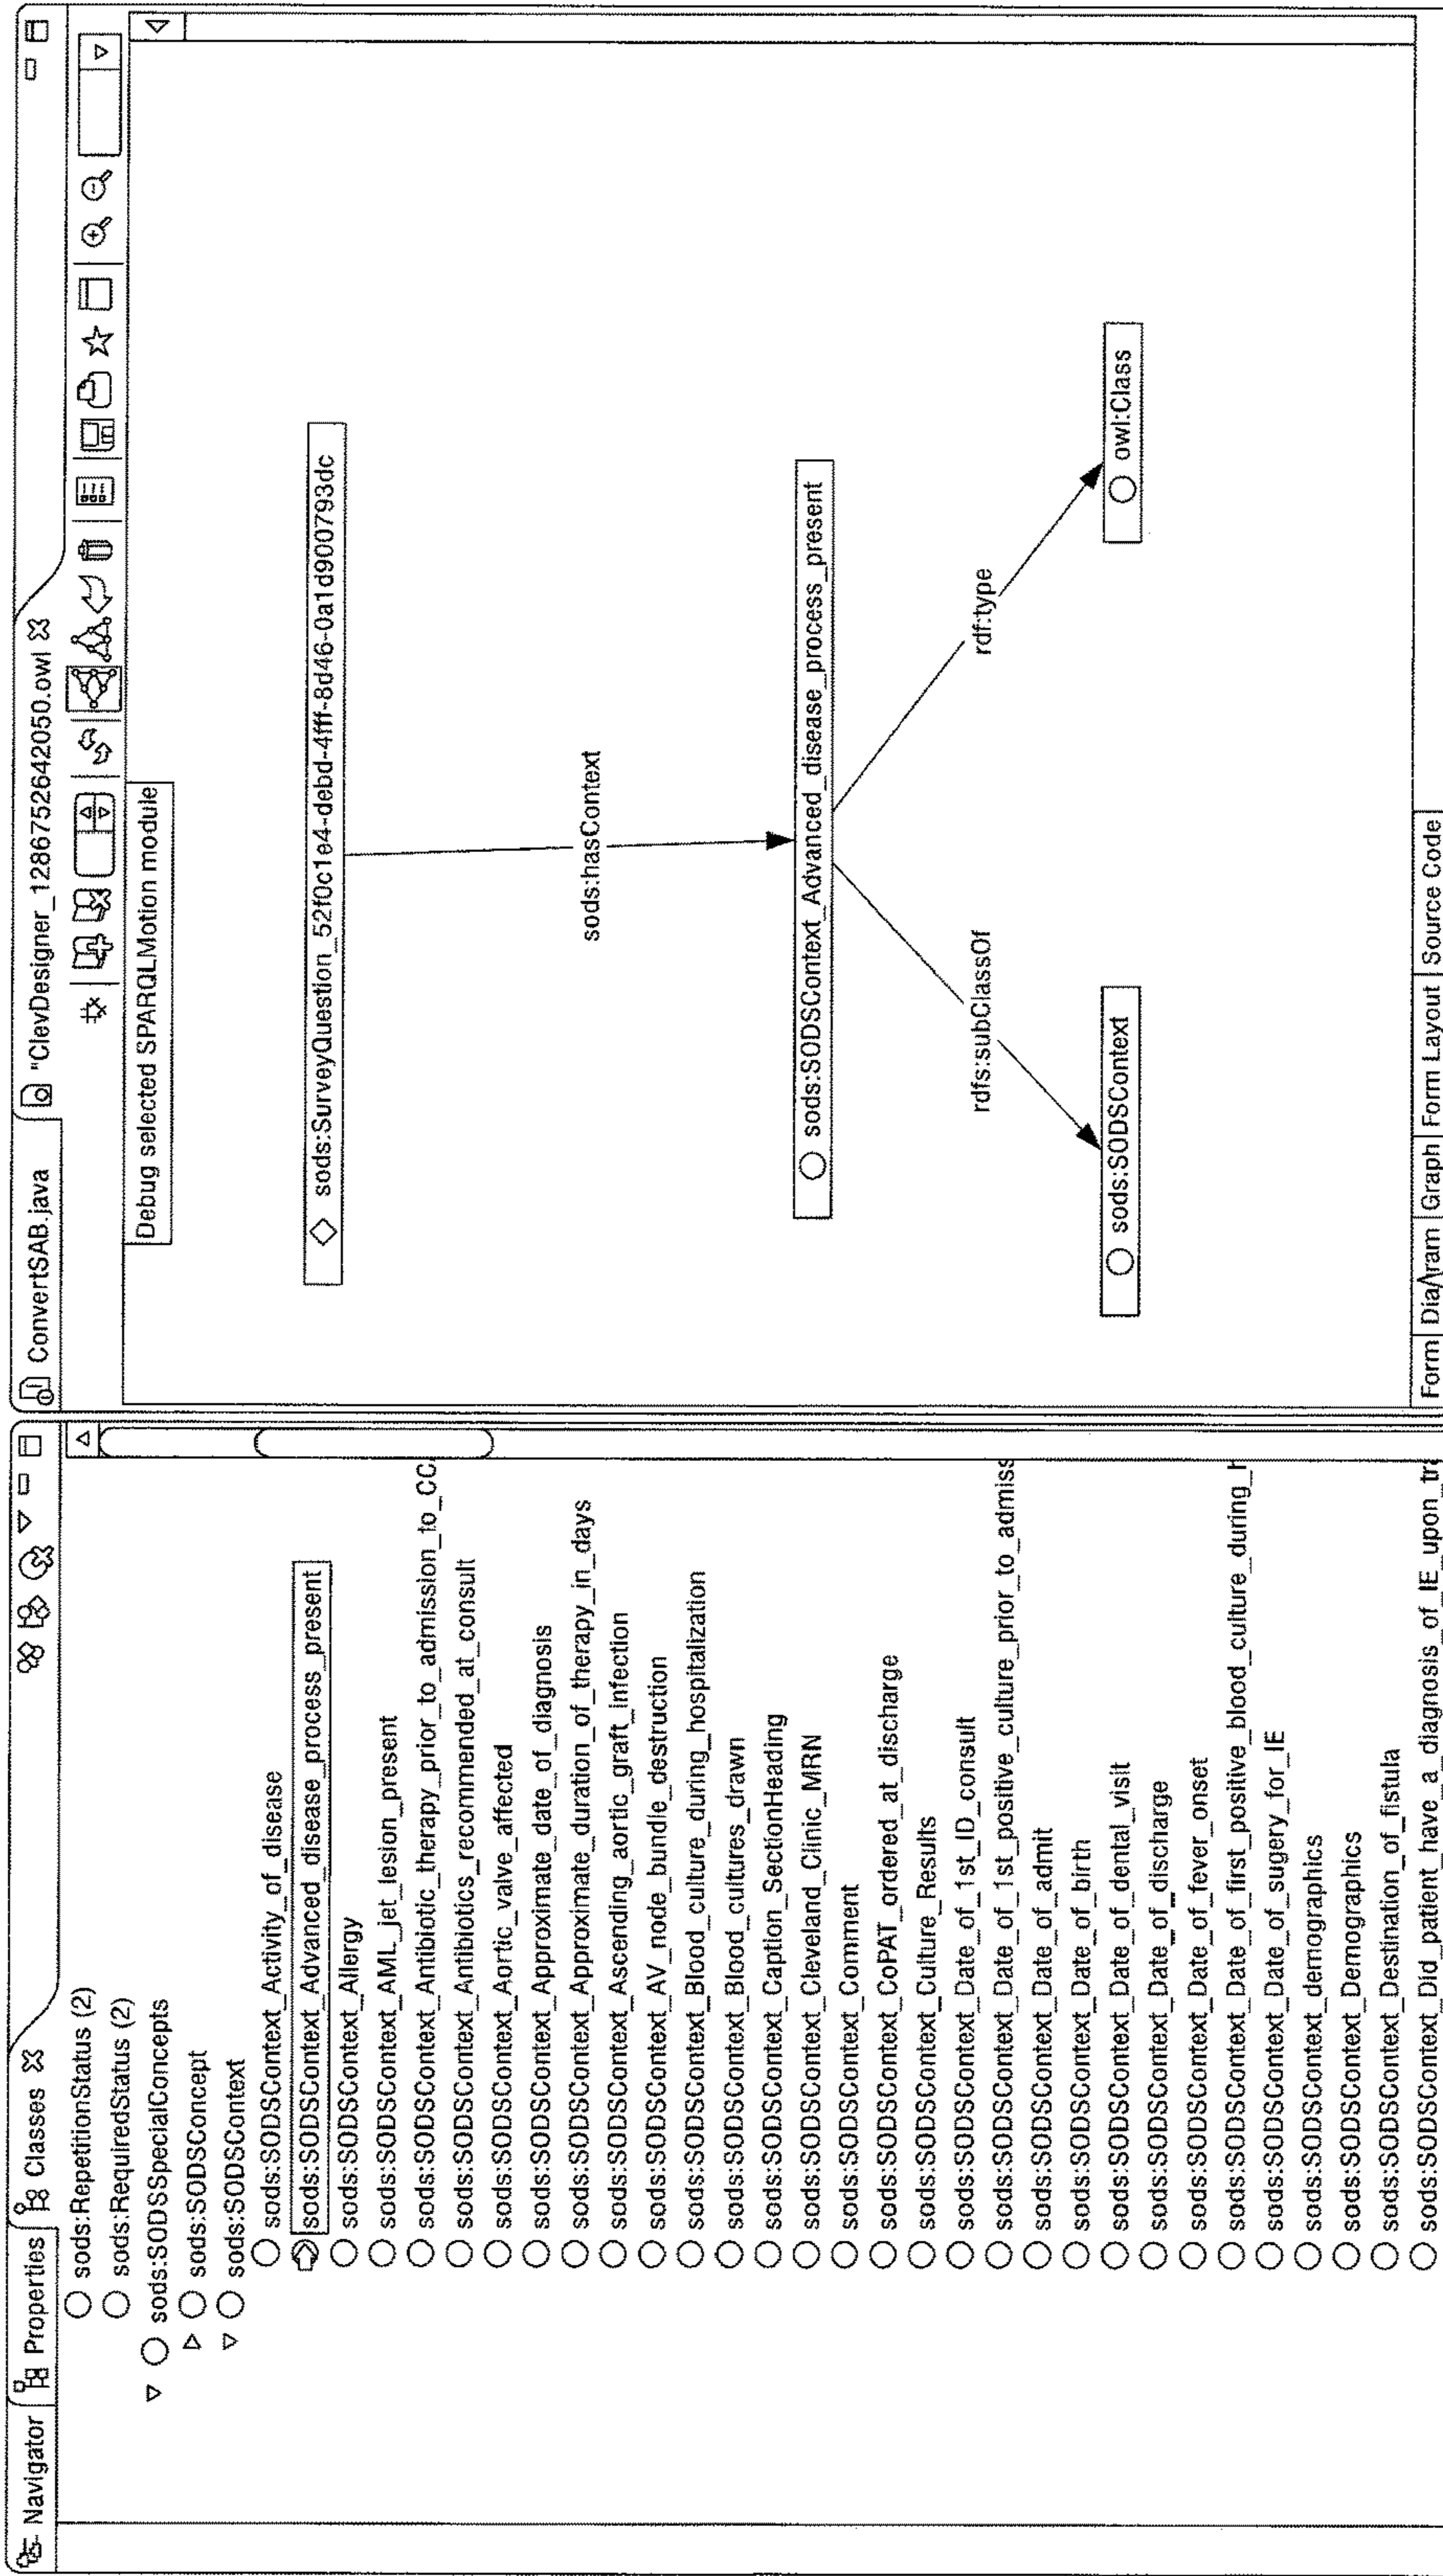 Navigator
Properties
Classes
sods:RepetitionStatus (2)
sods:RequiredStatus (2)
sods:SODSSpecialConcepts
sods:SODSConcept
sods:SODSContext
sods:SODSContext_Activity_of_disease
sods:SODSContext_Advanced_disease_process_present
sods:SODSContext_Allergy
sods:SODSContext_AML_jet_lesion_present
sods:SODSContext_Antibiotic_therapy_prior_to_admission_to_CC
sods:SODSContext_Antibiotics_recommended_at_consult
sods:SODSContext_Aortic_valve_affected
sods:SODSContext_Approximate_date_of_diagnosis
sods:SODSContext_Approximate_duration_of_therapy_in_days
sods:SODSContext_Ascending_aortic_graft_infection
sods:SODSContext_AV_node_bundle_destruction
sods:SODSContext_Blood_culture_during_hospitalization
sods:SODSContext_Blood_cultures_drawn
sods:SODSContext_Caption_SectionHeading
sods:SODSContext_Cleveland_Clinic_MRN
sods:SODSContext_Comment
sods:SODSContext_CoPAT_ordered_at_discharge
sods:SODSContext_Culture_Results
sods:SODSContext_Date_of_1st_ID_consult
sods:SODSContext_Date_of_1st_positive_culture_prior_to_admiss
sods:SODSContext_Date_of_admit
sods:SODSContext_Date_of_birth
sods:SODSContext_Date_of_dental_visit
sods:SODSContext_Date_of_discharge
sods:SODSContext_Date_of_fever_onset
sods:SODSContext_Date_of_first_positive_blood_culture_during_h
sods:SODSContext_Date_of_sugery_for_IE
sods:SODSContext_demographics
sods:SODSContext_Demographics
sods:SODSContext_Destination_of_fistula
sods:SODSContext_Did_patient_have_a_diagnosis_of_IE_upon_tra
ConvertSAB.java
"ClevDesigner_1286752642050.owl
Debug selected SPARQLMotion module
sods:SurveyQuestion_52f0c1e4-debd-4fff-8d46-0a1d900793dc
sods:hasContext
sods:SODSContext_Advanced_disease_process_present
rdfs:subClassOf
rdf:type
sods:SODSContext
owl:Class
Form
Dia/\ram
Graph
Form Layout
Source Code